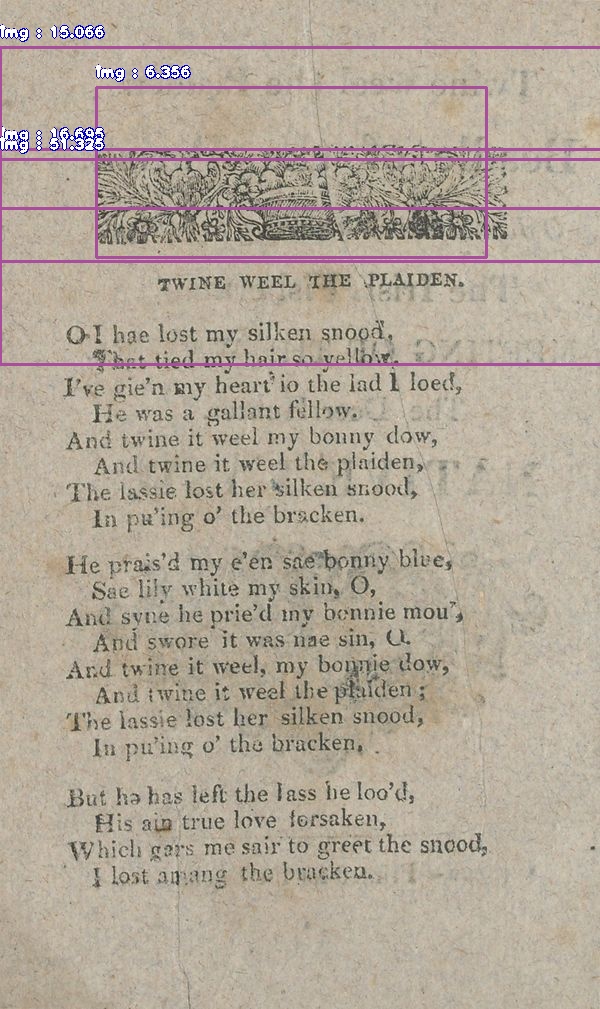 img : 15.066
img : 6.356
img : 16.695
img : 51.325
TWINE WEEL THE PLAIDEN.
O I hae lost my silken snood,
That tied my hair so yellow.
I've gie'n my heart to the lad I loed,
He was a gallant fellow.
And twine it weel my bonny dow,
And twine it weel the plaiden,
The lassie lost her silken snood,
In pu'ing o' the bracken.
He prais'd my e'en sae bonny blue,
Sae lily white my skin, O,
And syne he prie'd my bonnie mou',
And swore it was nae sin, O.
And twine it weel, my bonnie dow,
And twine it weel the plaiden ;
The lassie lost her silken snood,
In pu'ing o' the bracken,
But he has left the lass he loo'd,
His ain true love forsaken,
Which gars me sair to greet the snood,
I lost amang the bracken.